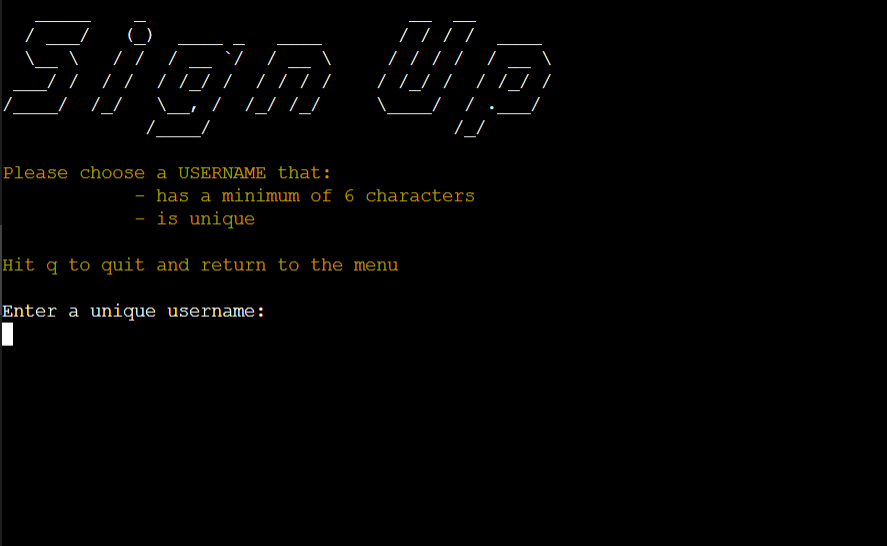 Sign Up
Please choose a USERNAME that:
- has a minimum of 6 characters
- is unique
Hit q to quit and return to the menu
Enter a unique username: